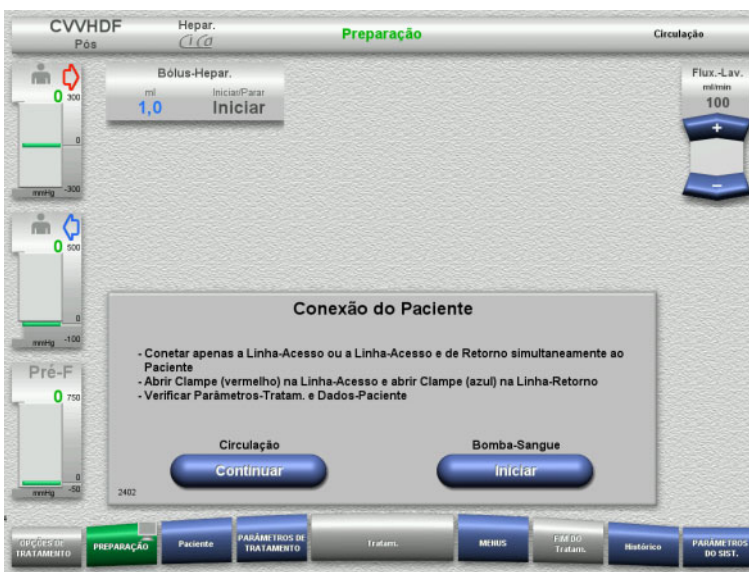 CVVHDF
Pós
Hepar.
Ci Ca
Preparação
Circulação
0 300
0
mmHg -300
Bólus-Hepar.
ml Iniciar/Parar
1,0 Iniciar
Flux.-Lav.
ml/min
100
+
−
0 500
0
mmHg -100
Pré-F
0 750
0
mmHg -50
Conexão do Paciente
- Conetar apenas a Linha-Acesso ou a Linha-Acesso e de Retorno simultaneamente ao
Paciente
- Abrir Clampe (vermelho) na Linha-Acesso e abrir Clampe (azul) na Linha-Retorno
- Verificar Parâmetros-Tratam. e Dados-Paciente
Circulação
Continuar
Bomba-Sangue
Iniciar
2402
OPÇÕES DE
TRATAMENTO
PREPARAÇÃO
Paciente
PARÂMETROS DE
TRATAMENTO
Tratam.
MENUS
FIM DO
Tratam.
Histórico
PARÂMETROS
DO SIST.